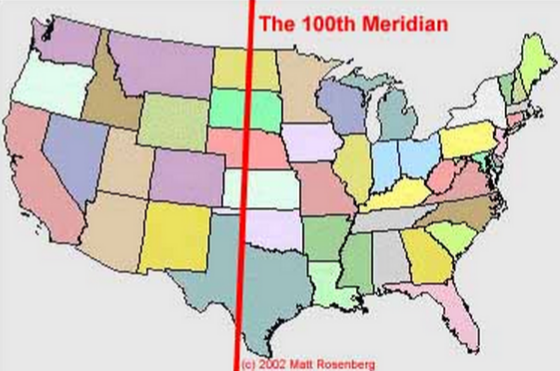 The 100th Meridian
(c) 2002 Matt Rosenberg